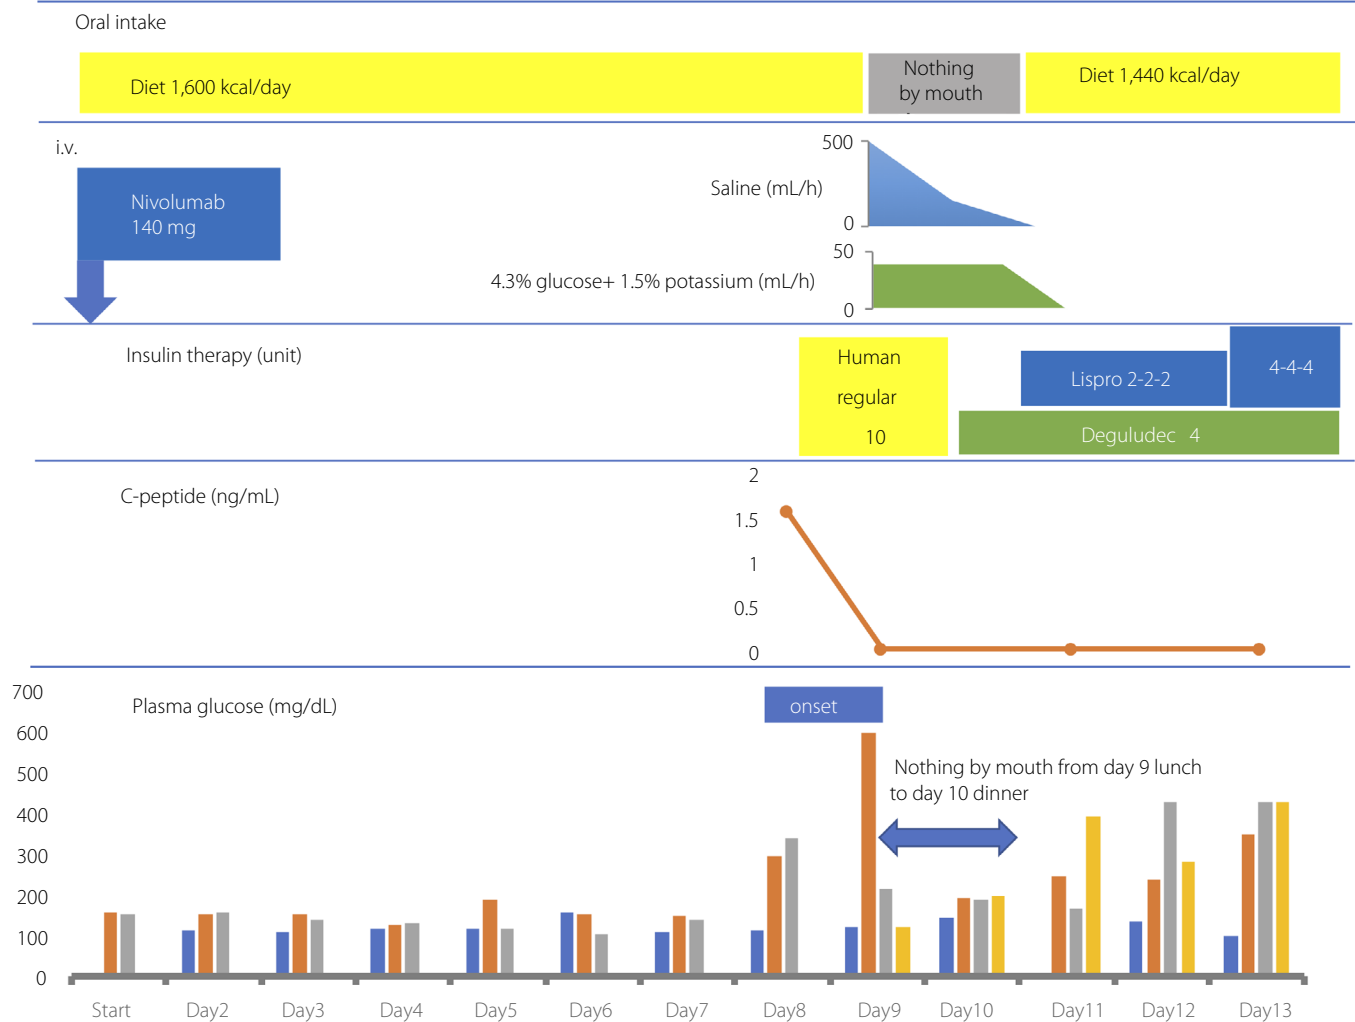 Oral intake
Diet 1,600 kcal/day
Nothing
by mouth
Diet 1,440 kcal/day
i.v.
Nivolumab
140 mg
500
Saline (mL/h)
0
50
4.3% glucose+ 1.5% potassium (mL/h)
0
Insulin therapy (unit)
Human
regular
10
Lispro 2-2-2
4-4-4
Deguludec 4
C-peptide (ng/mL)
2
1.5
1
0.5
0
Plasma glucose (mg/dL)
700
600
500
400
300
200
100
0
onset
Nothing by mouth from day 9 lunch
to day 10 dinner
Start Day2 Day3 Day4 Day5 Day6 Day7 Day8 Day9 Day10 Day11 Day12 Day13